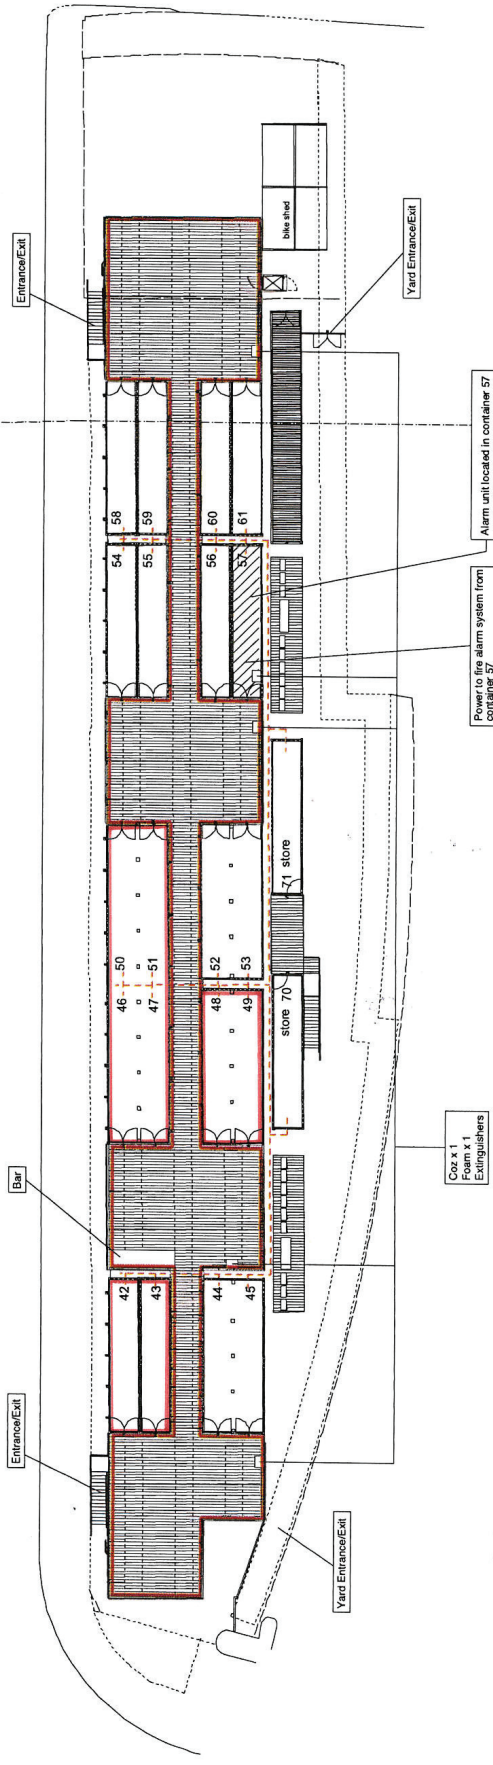 Entrance/Exit
Bar
Entrance/Exit
42
43
46
47
50
51
54
55
58
59
44
45
48
49
52
53
56
57
60
61
store 70
71 store
bike shed
Yard Entrance/Exit
Yard Entrance/Exit
Coz x 1
Foam x 1
Extinguishers
Power to fire alarm system from
container 57
Alarm unit located in container 57